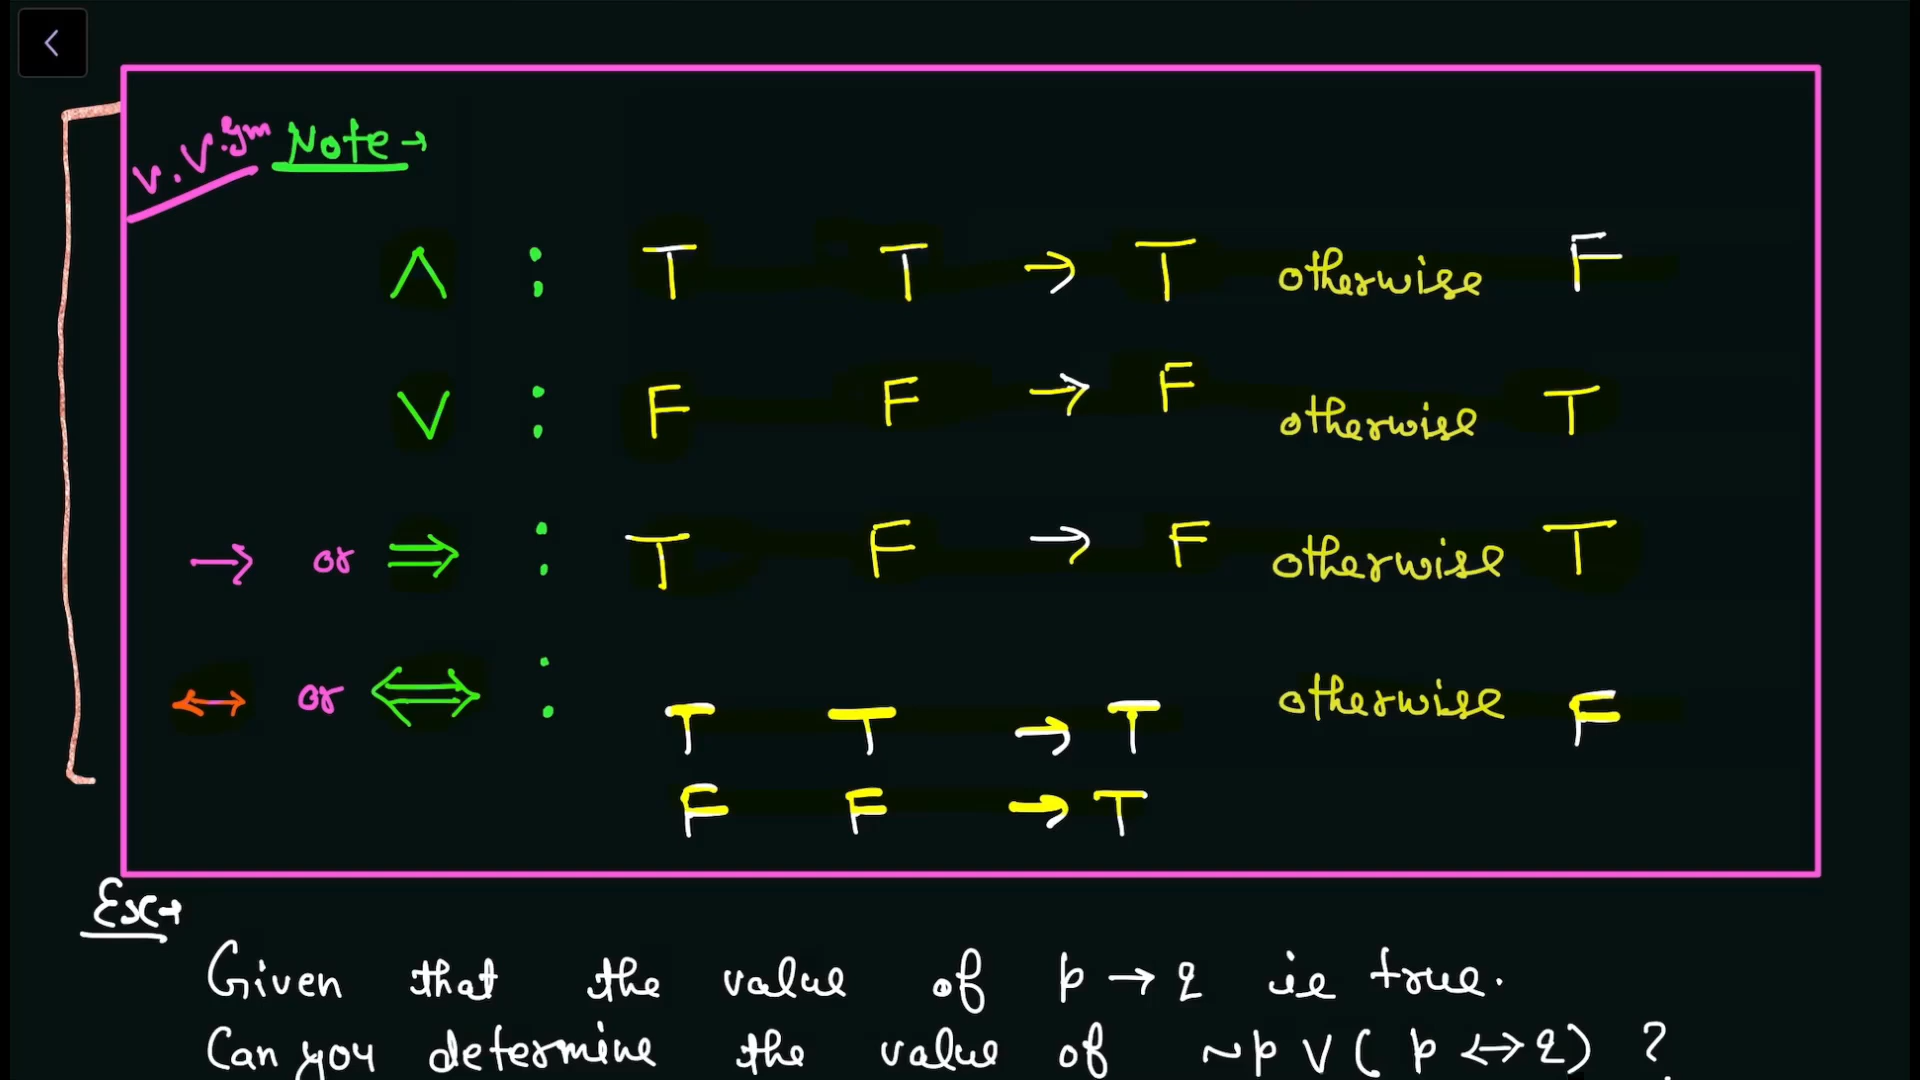 v.v.Im Note→
∧ : T T → T otherwise F
∨ : F F → F otherwise T
→ or ⇒ : T F → F otherwise T
↔ or ⇔ : T T → T otherwise F
F F → T
Ex→
Given that the value of p → q is true.
Can you determine the value of ~p ∨ ( p ↔ q) ?